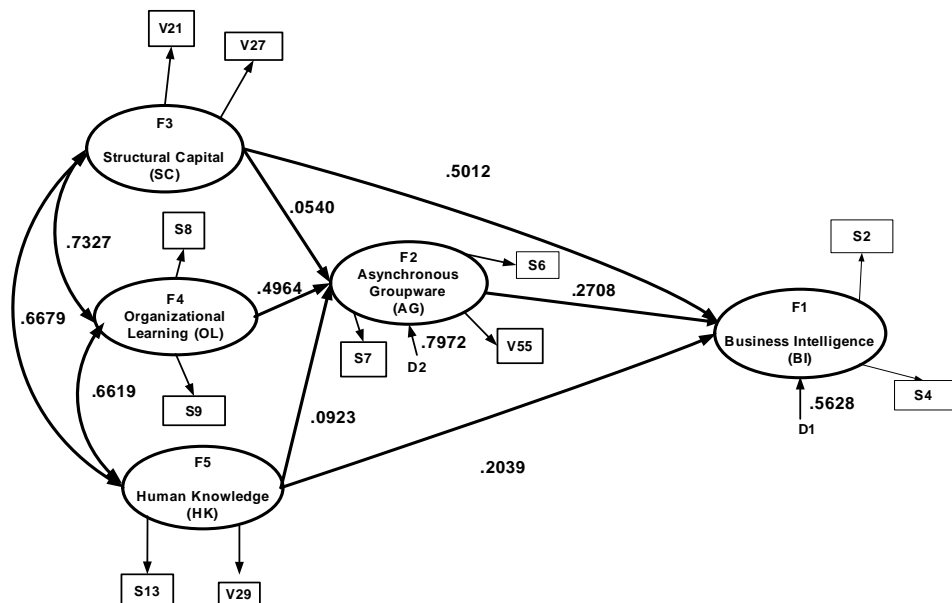 V21
V27
F3
Structural Capital
(SC)
.5012
.0540
S8
S2
.7327
F2
Asynchronous
Groupware
(AG)
S6
F4
Organizational
Learning (OL)
.4964
.2708
F1
Business Intelligence
(BI)
.6679
S7
D2
.7972
V55
.6619
S9
S4
.5628
D1
.0923
F5
Human Knowledge
(HK)
.2039
S13
V29